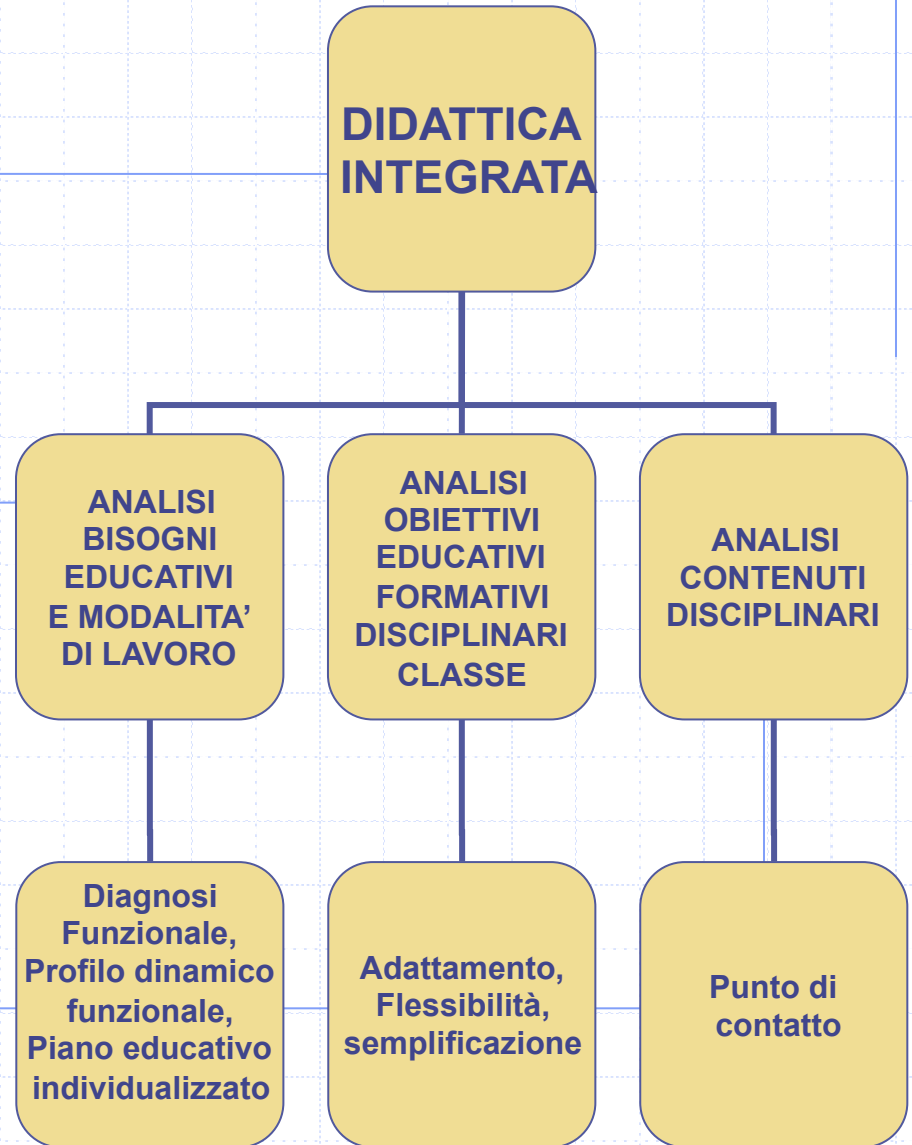 DIDATTICA
INTEGRATA
ANALISI
BISOGNI
EDUCATIVI
E MODALITA’
DI LAVORO
ANALISI
OBIETTIVI
EDUCATIVI
FORMATIVI
DISCIPLINARI
CLASSE
ANALISI
CONTENUTI
DISCIPLINARI
Diagnosi
Funzionale,
Profilo dinamico
funzionale,
Piano educativo
individualizzato
Adattamento,
Flessibilità,
semplificazione
Punto di
contatto